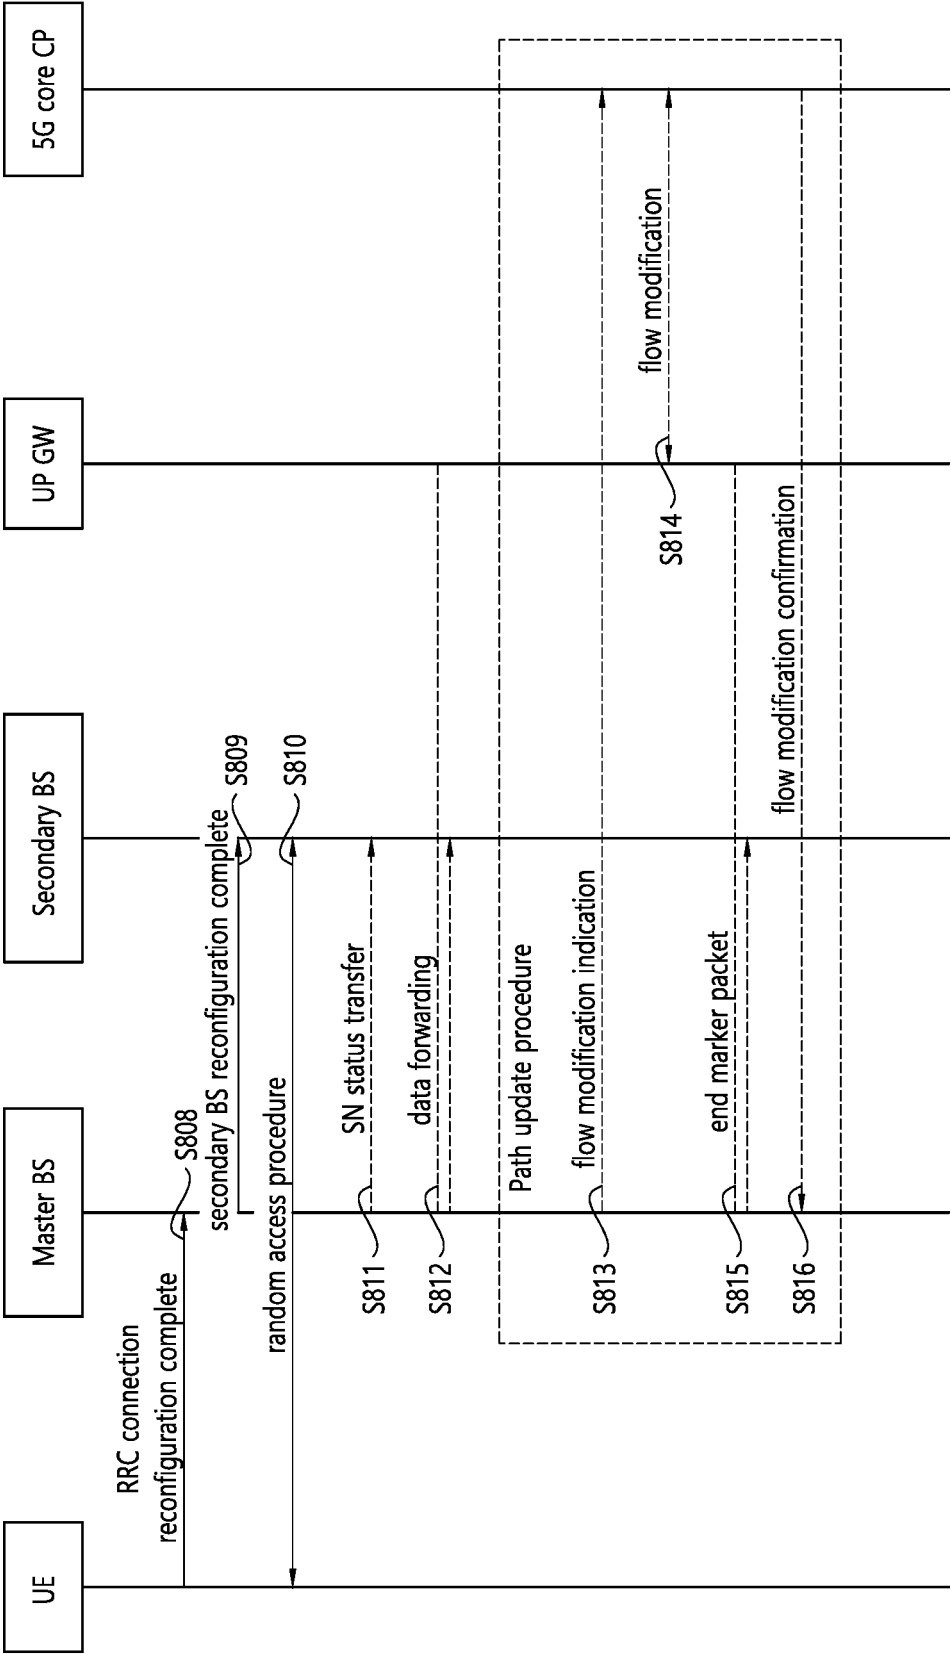 UE
Master BS
Secondary BS
UP GW
5G core CP
RRC connection
reconfiguration complete
S808
secondary BS reconfiguration complete
S809
random access procedure
S810
SN status transfer
S811
data forwarding
S812
Path update procedure
flow modification indication
S813
flow modification
S814
end marker packet
S815
flow modification confirmation
S816